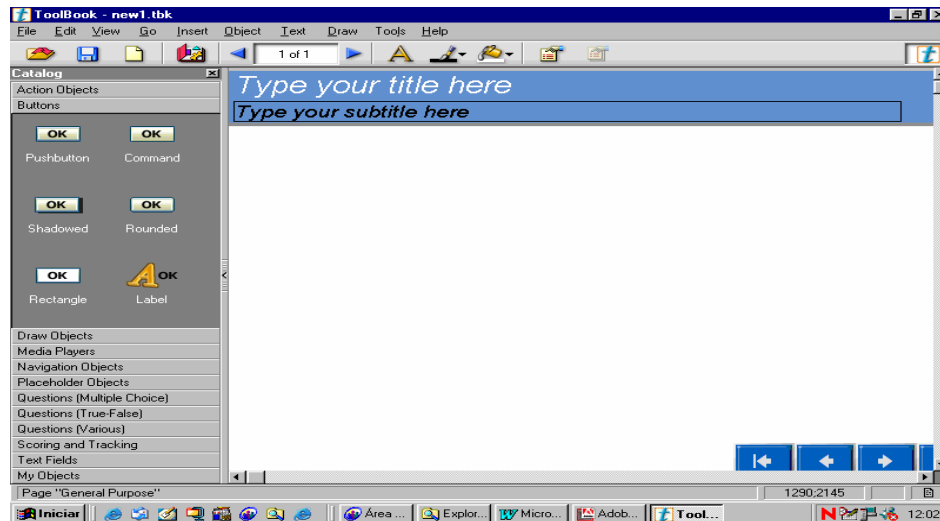 ToolBook - new1.tbk
File Edit View Go Insert Object Text Draw Tools Help
1 of 1
Catalog
Action Objects
Buttons
OK OK
Pushbutton Command
OK OK
Shadowed Rounded
OK OK
Rectangle Label
Draw Objects
Media Players
Navigation Objects
Placeholder Objects
Questions (Multiple Choice)
Questions (True-False)
Questions (Various)
Scoring and Tracking
Text Fields
My Objects
Type your title here
Type your subtitle here
Page "General Purpose" 1290;2145
Iniciar Área ... Explor... Micro... Adob... Tool... 12:02